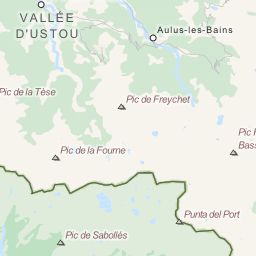 VALLÉE
D'USTOU
Aulus-les-Bains
Pic de la Tèse
Pic de Freychet
Pic
Bass
Pic de la Fourne
Punta del Port
Pic de Sabollés